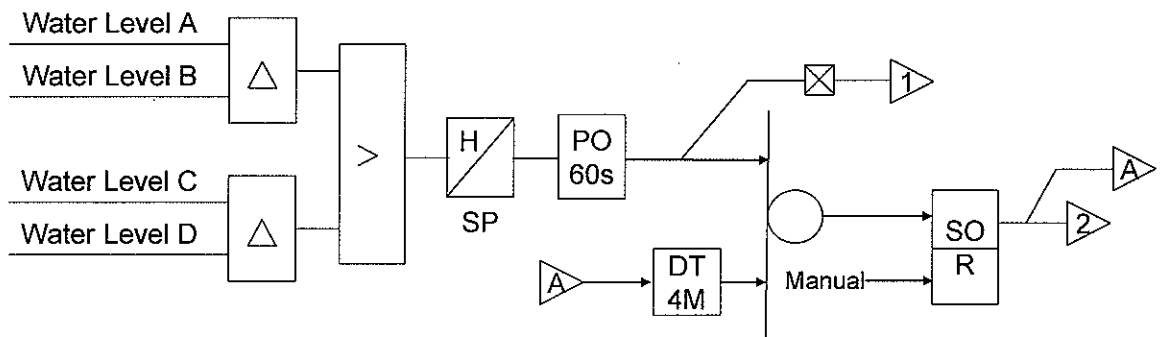 Water Level A
Water Level B
△
Water Level C
Water Level D
△
>
H
SP
PO
60s
1
A
DT
4M
Manual
SO
R
A
2